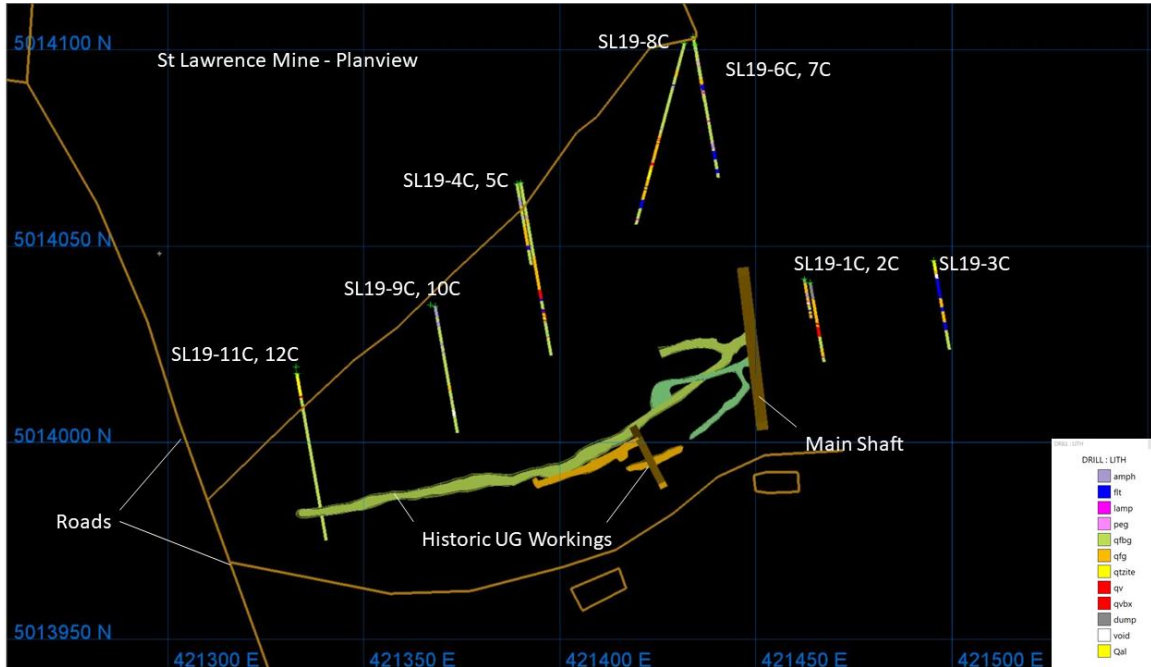 5014100 N
St Lawrence Mine - Planview
SL19-8C
SL19-6C, 7C
SL19-4C, 5C
5014050 N
SL19-9C, 10C
SL19-1C, 2C
SL19-3C
SL19-11C, 12C
5014000 N
Main Shaft
Roads
Historic UG Workings
DRILL : LITH
DRILL : LITH
amph
flt
lamp
peg
qfbg
qfg
qtzite
qv
qvbx
dump
void
Qal
5013950 N
421300 E
421350 E
421400 E
421450 E
421500 E